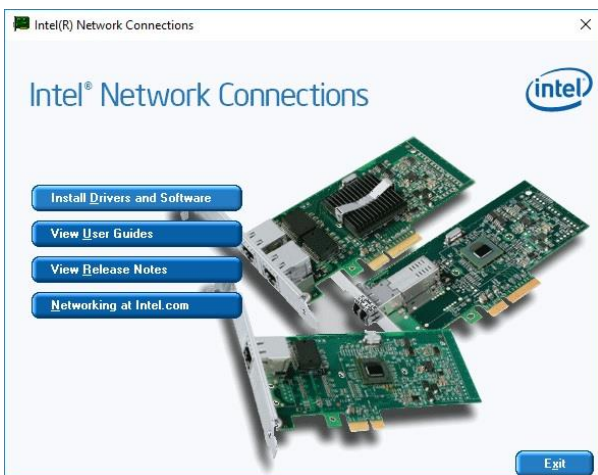 Intel(R) Network Connections
Intel® Network Connections
intel
Install Drivers and Software
View User Guides
View Release Notes
Networking at Intel.com
Exit